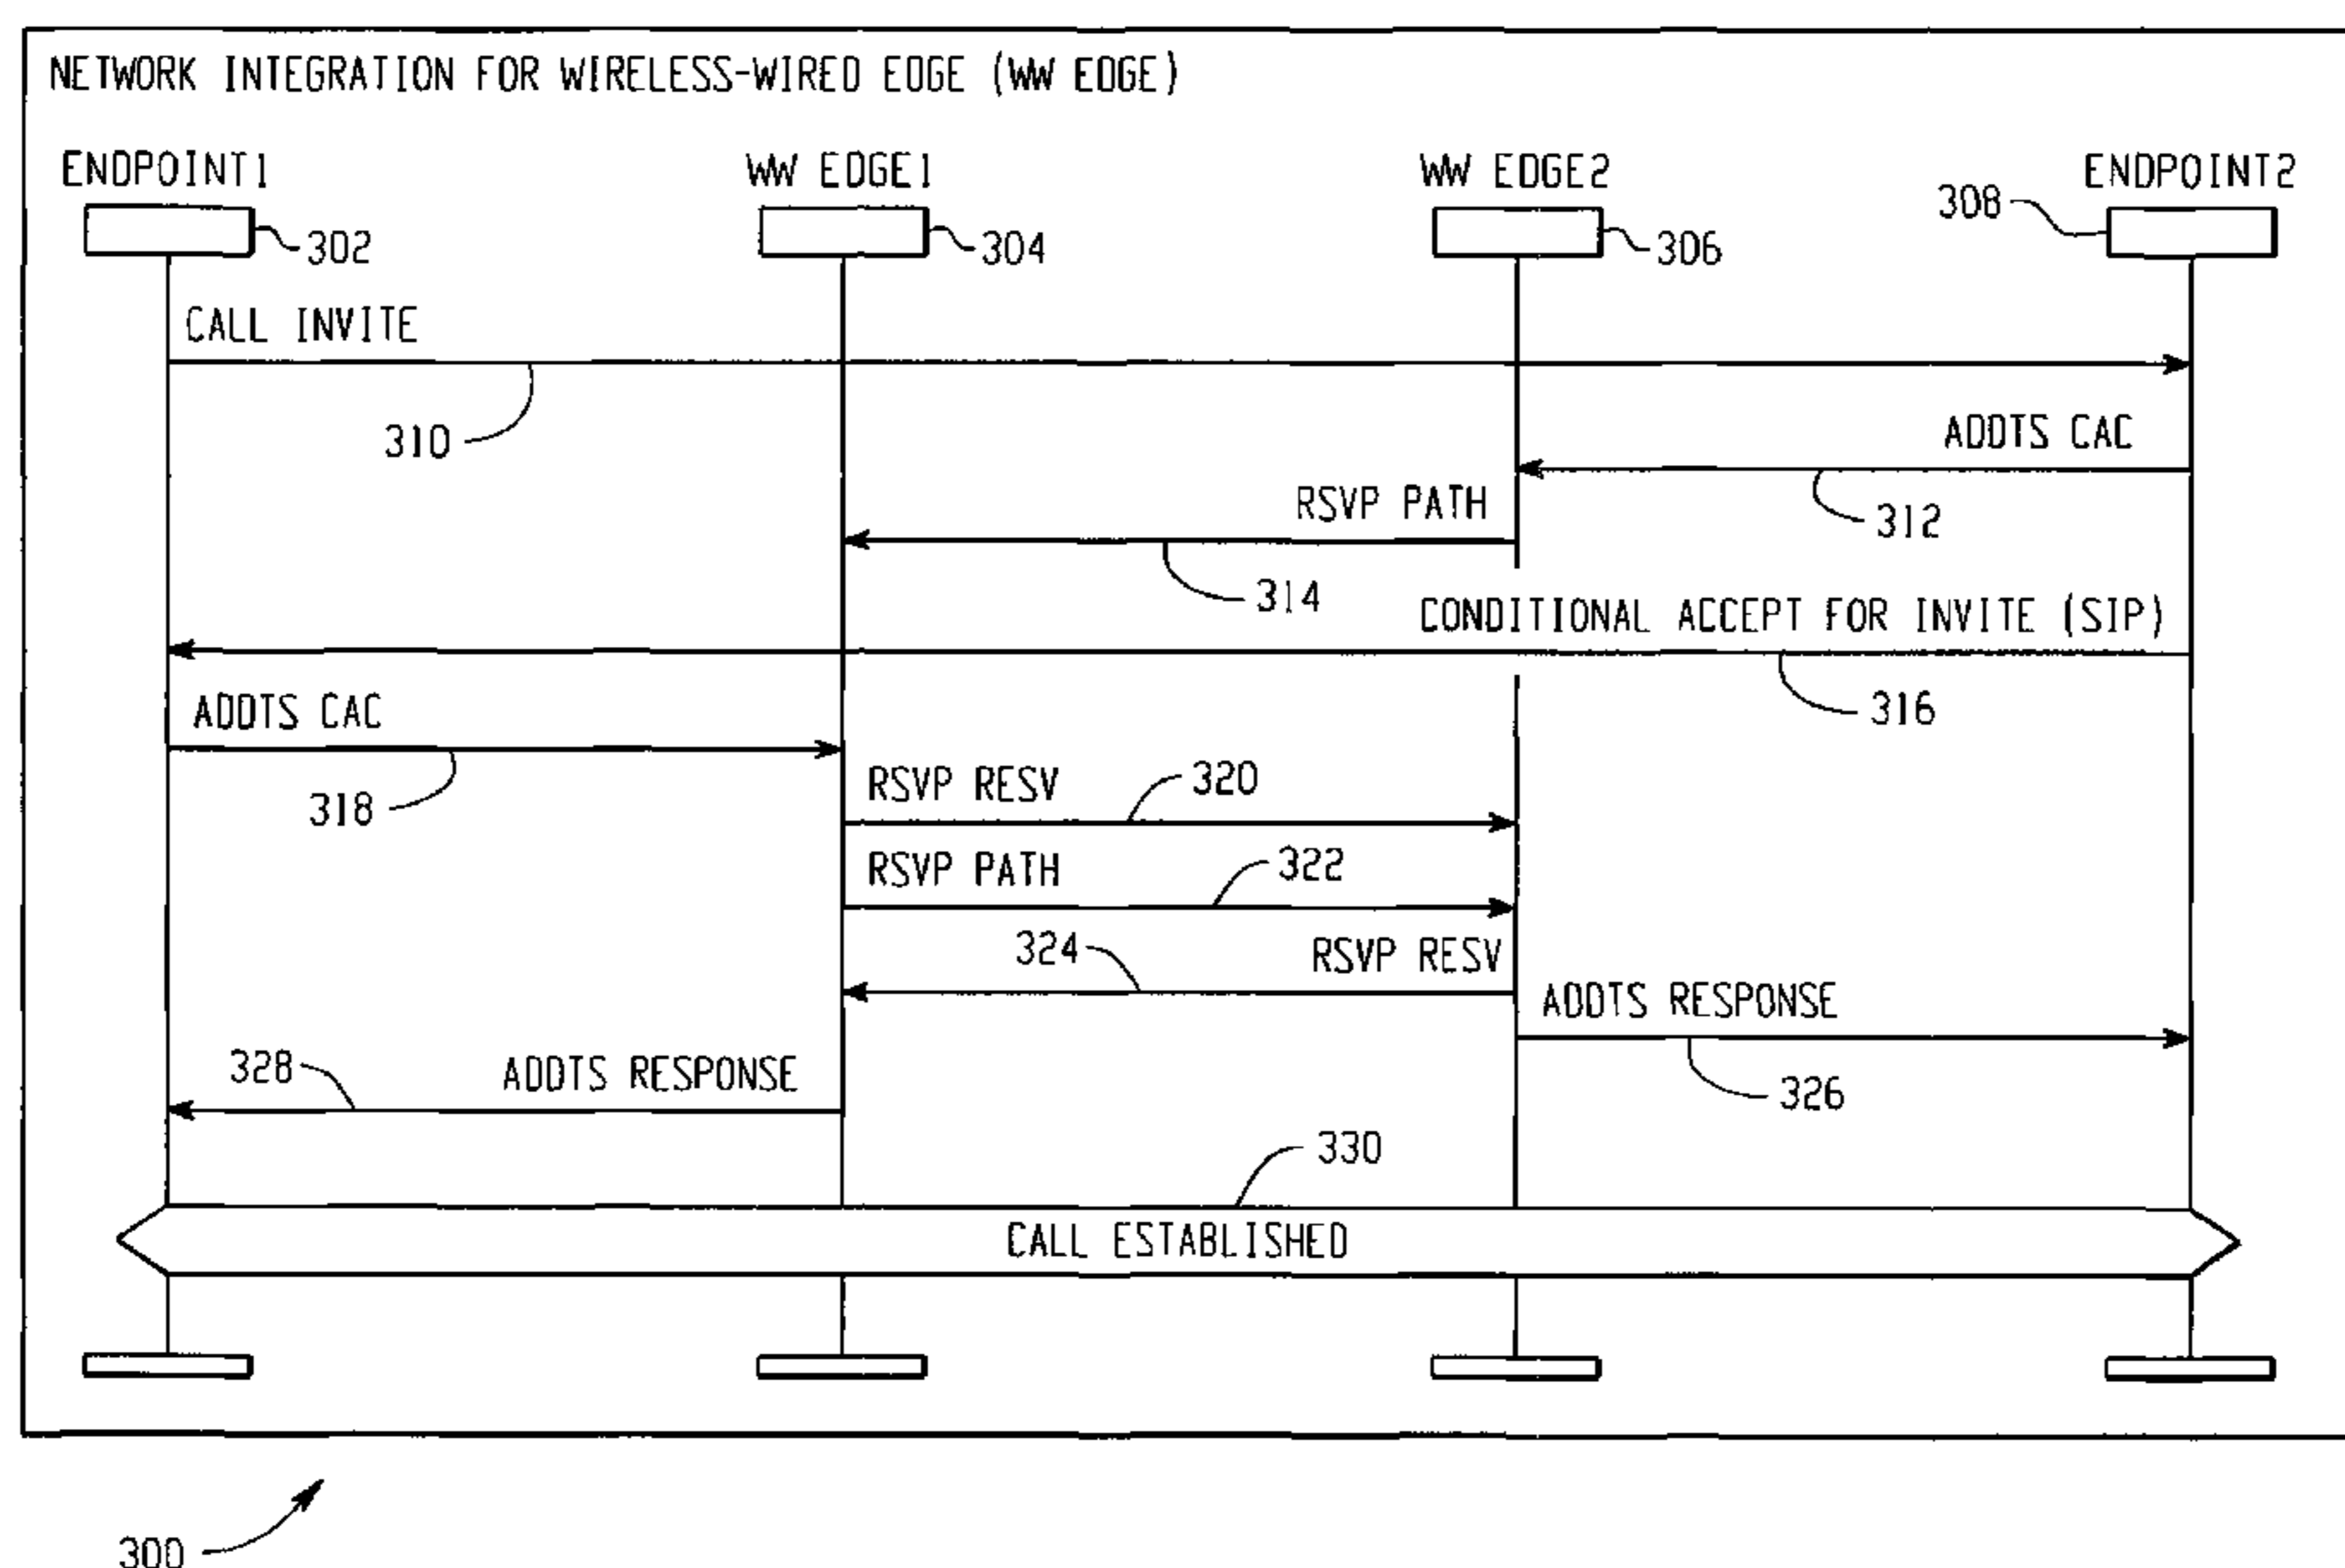 NETWORK INTEGRATION FOR WIRELESS-WIRED EDGE (WW EDGE)
ENDPOINT1
WW EDGE1
WW EDGE2
ENDPOINT2
302
304
306
308
CALL INVITE
310
ADDTS CAC
312
RSVP PATH
314
CONDITIONAL ACCEPT FOR INVITE (SIP)
316
ADDTS CAC
318
RSVP RESV
320
RSVP PATH
322
324
RSVP RESV
ADDTS RESPONSE
326
328
ADDTS RESPONSE
330
CALL ESTABLISHED
300